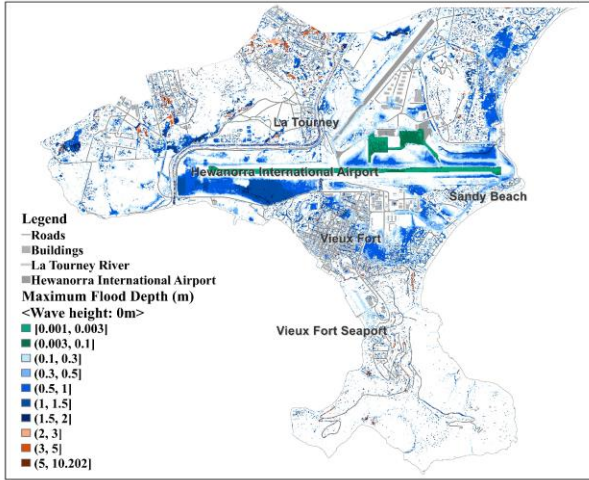 La Tourney
Hewanorra International Airport
Sandy Beach
Vieux Fort
Vieux Fort Seaport
Legend
Roads
Buildings
La Tourney River
Hewanorra International Airport
Maximum Flood Depth (m)
<Wave height: 0m>
[0.001, 0.003]
(0.003, 0.1]
(0.1, 0.3]
(0.3, 0.5]
(0.5, 1]
(1, 1.5]
(1.5, 2]
(2, 3]
(3, 5]
(5, 10.202]